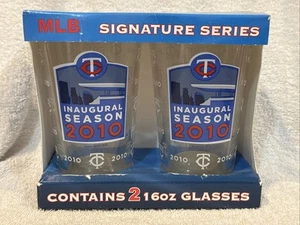 MLB SIGNATURE SERIES
TC TC
INAUGURAL INAUGURAL
SEASON SEASON
2010 2010
2010 TC 2010 2010 TC 2010
CONTAINS 2 16oz GLASSES